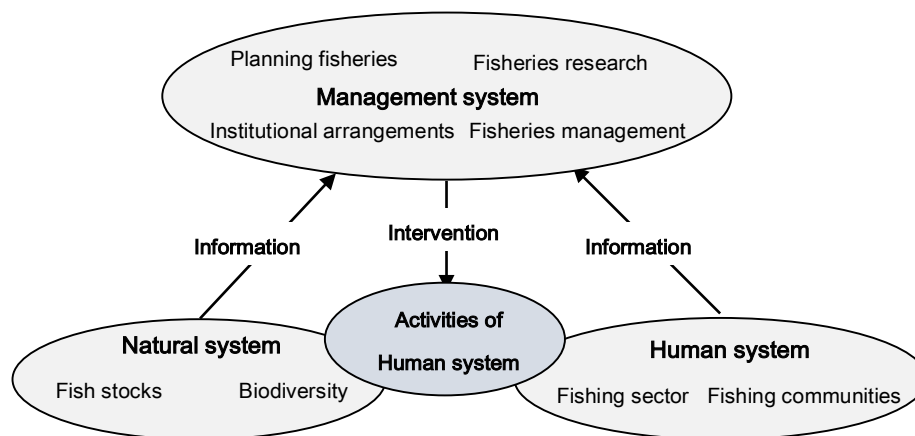 Planning fisheries
Fisheries research
Management system
Institutional arrangements
Fisheries management
Information
Intervention
Information
Activities of
Human system
Natural system
Fish stocks
Biodiversity
Human system
Fishing sector
Fishing communities